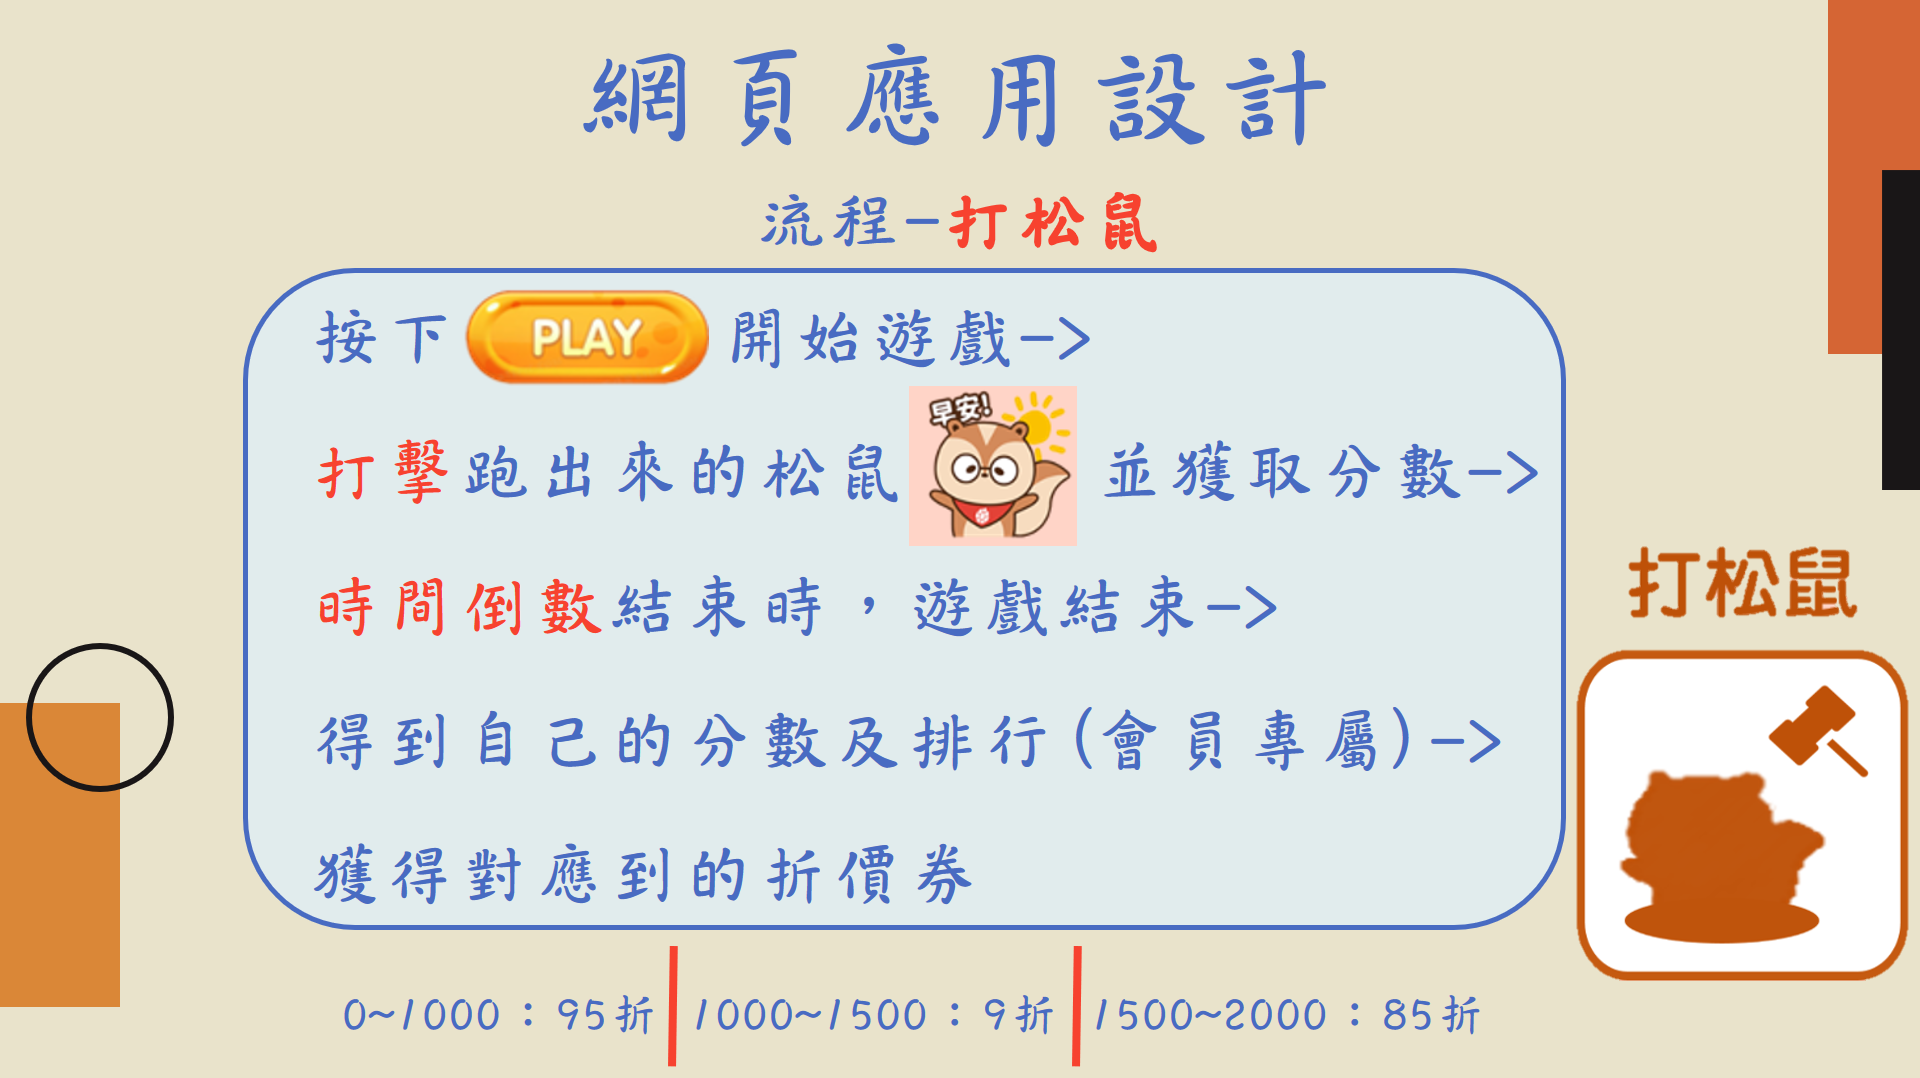 網頁應用設計
流程-打松鼠
按下 PLAY 開始遊戲->
早安!
打擊跑出來的松鼠 並獲取分數->
時間倒數結束時，遊戲結束->
得到自己的分數及排行(會員專屬)->
獲得對應到的折價券
打松鼠
0~1000：95折 1000~1500：9折 1500~2000：85折